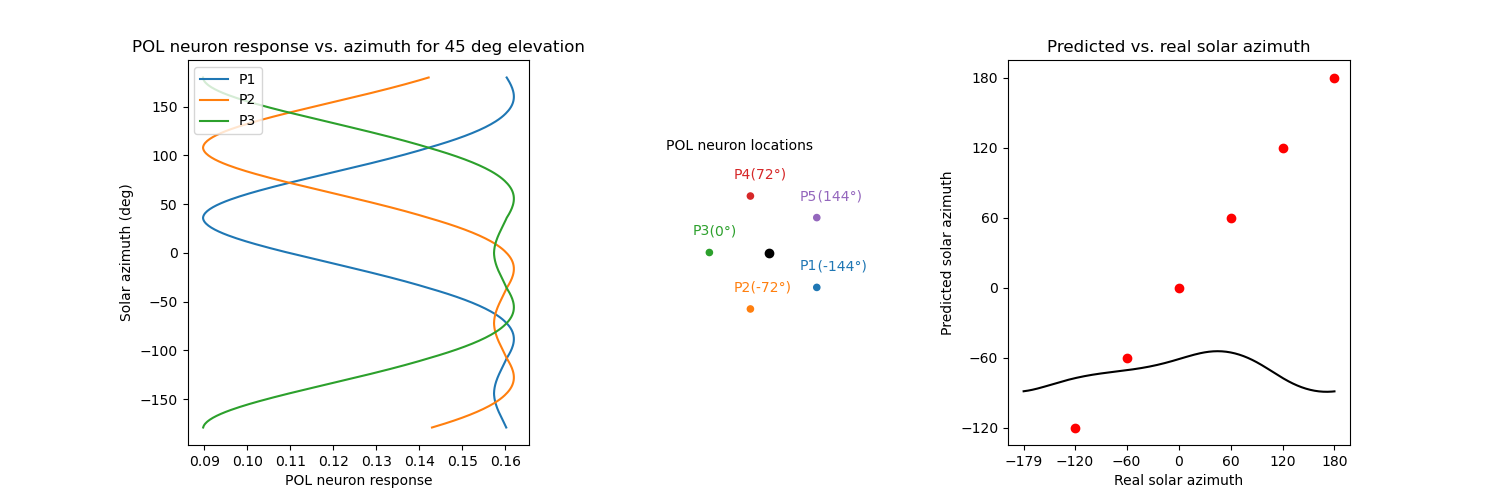 POL neuron response vs. azimuth for 45 deg elevation
P1
P2
P3
Solar azimuth (deg)
150
100
50
0
−50
−100
−150
0.09 0.10 0.11 0.12 0.13 0.14 0.15 0.16
POL neuron response
POL neuron locations
P4(72°)
P5(144°)
P3(0°)
P1(-144°)
P2(-72°)
Predicted vs. real solar azimuth
Predicted solar azimuth
180
120
60
0
−60
−120
−179 −120 −60 0 60 120 180
Real solar azimuth